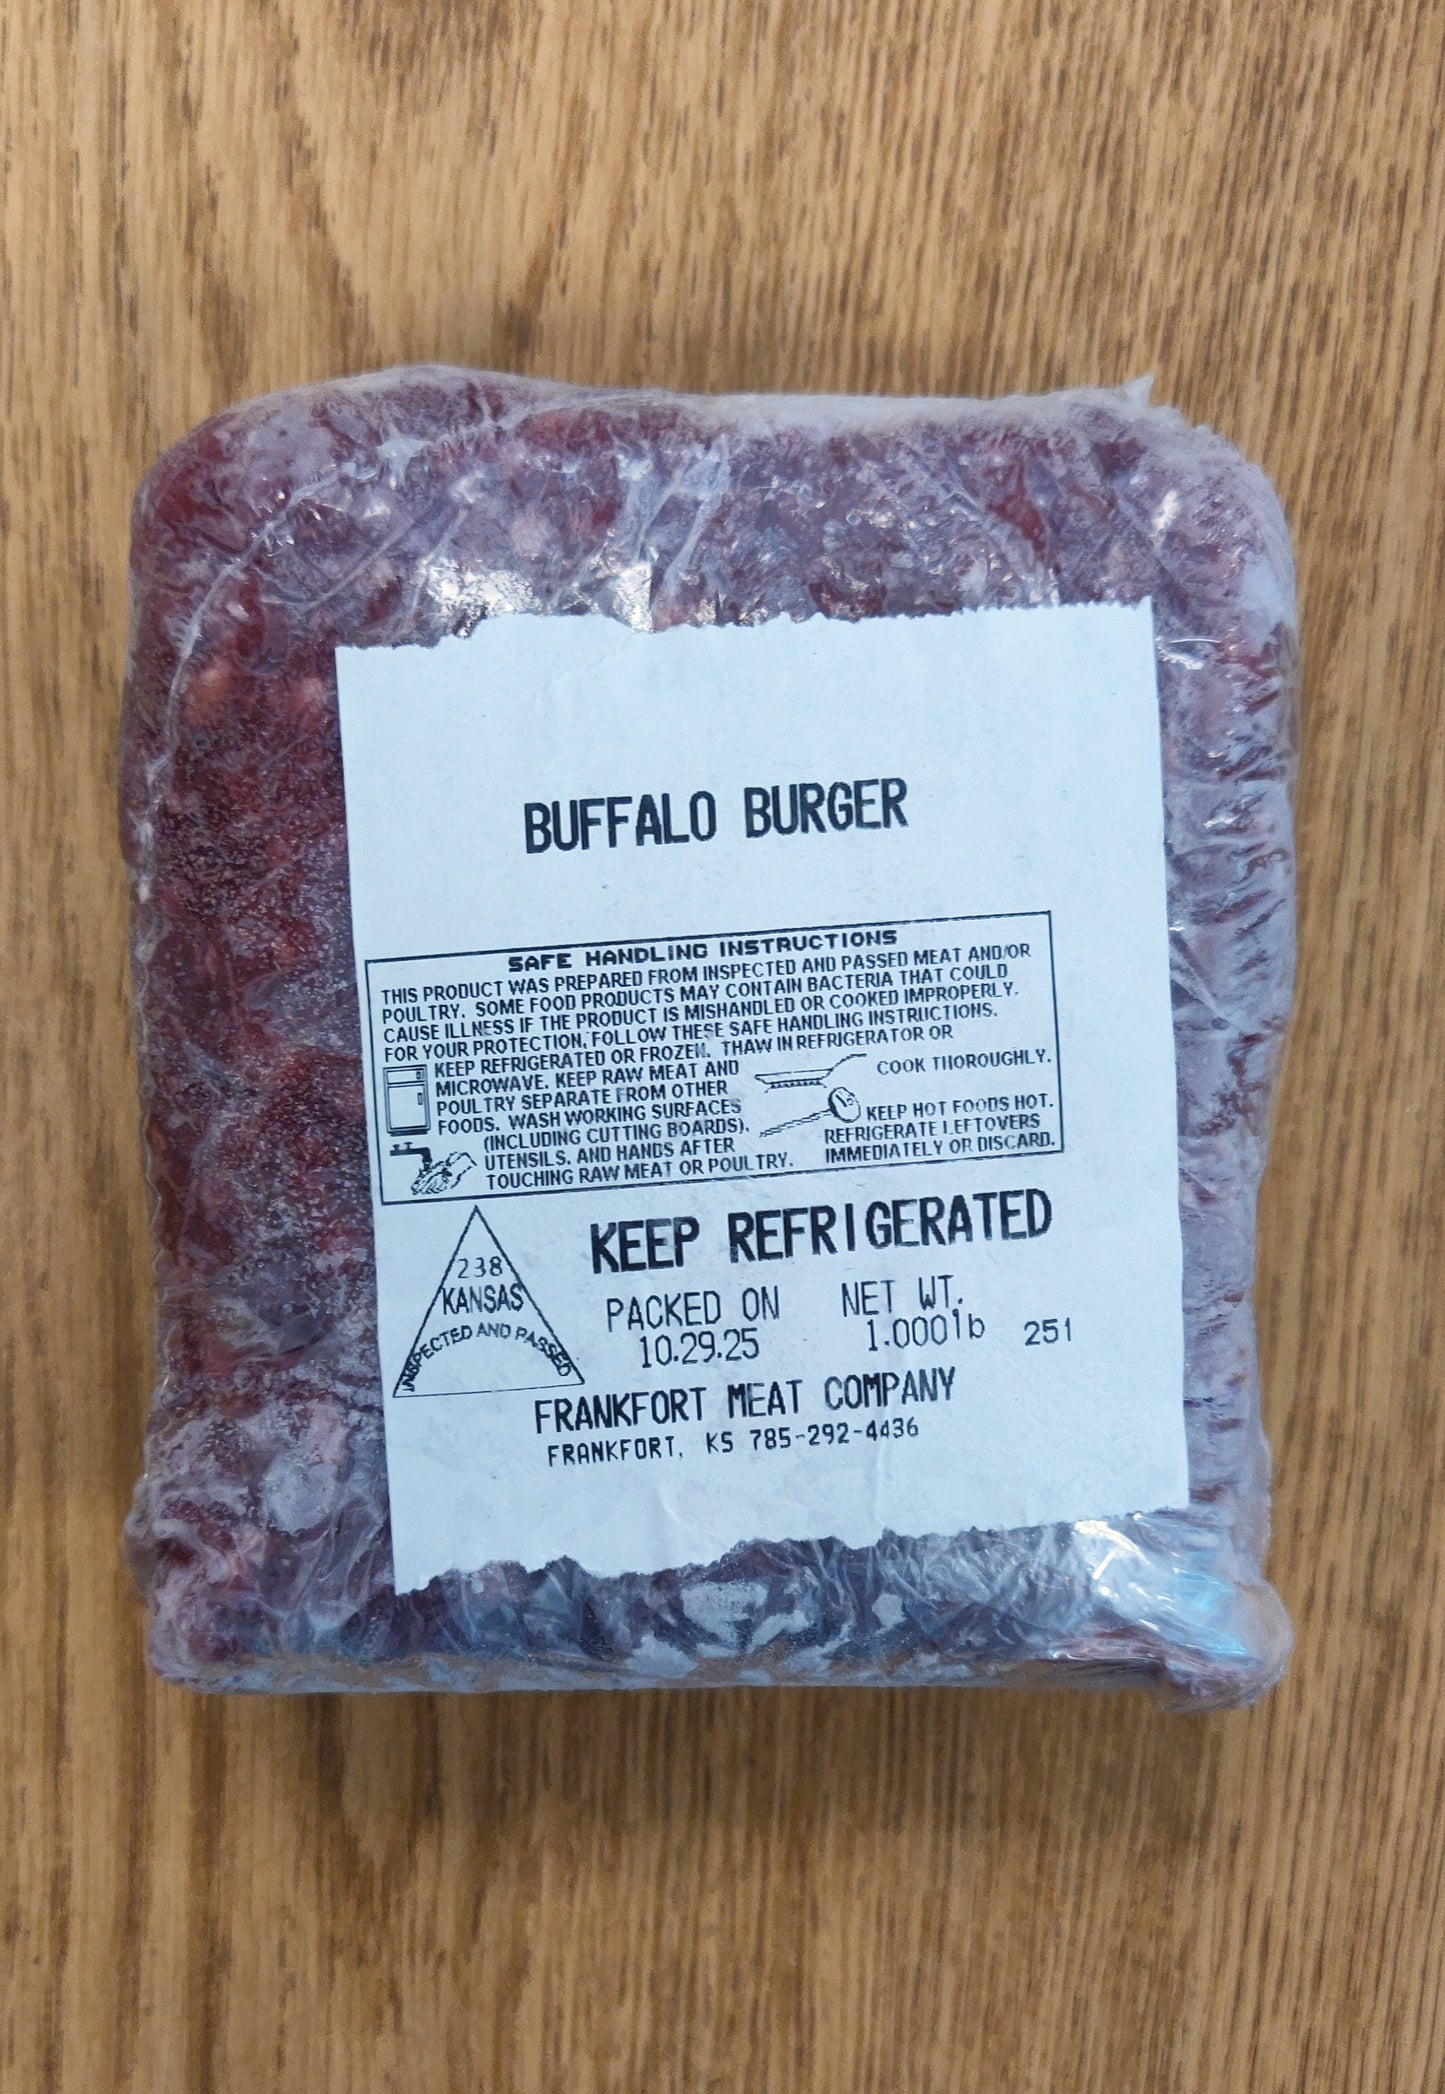 BUFFALO BURGER
SAFE HANDLING INSTRUCTIONS
THIS PRODUCT WAS PREPARED FROM INSPECTED AND PASSED MEAT AND/OR
POULTRY. SOME FOOD PRODUCTS MAY CONTAIN BACTERIA THAT COULD
CAUSE ILLNESS IF THE PRODUCT IS MISHANDLED OR COOKED IMPROPERLY.
FOR YOUR PROTECTION, FOLLOW THESE SAFE HANDLING INSTRUCTIONS.
KEEP REFRIGERATED OR FROZEN. THAW IN REFRIGERATOR OR
MICROWAVE. KEEP RAW MEAT AND
POULTRY SEPARATE FROM OTHER
FOODS. WASH WORKING SURFACES
(INCLUDING CUTTING BOARDS),
UTENSILS, AND HANDS AFTER
TOUCHING RAW MEAT OR POULTRY.
COOK THOROUGHLY.
KEEP HOT FOODS HOT.
REFRIGERATE LEFTOVERS
IMMEDIATELY OR DISCARD.
238
KANSAS
INSPECTED AND PASSED
KEEP REFRIGERATED
PACKED ON NET WT.
10.29.25 1.000lb 251
FRANKFORT MEAT COMPANY
FRANKFORT, KS 785-292-4436